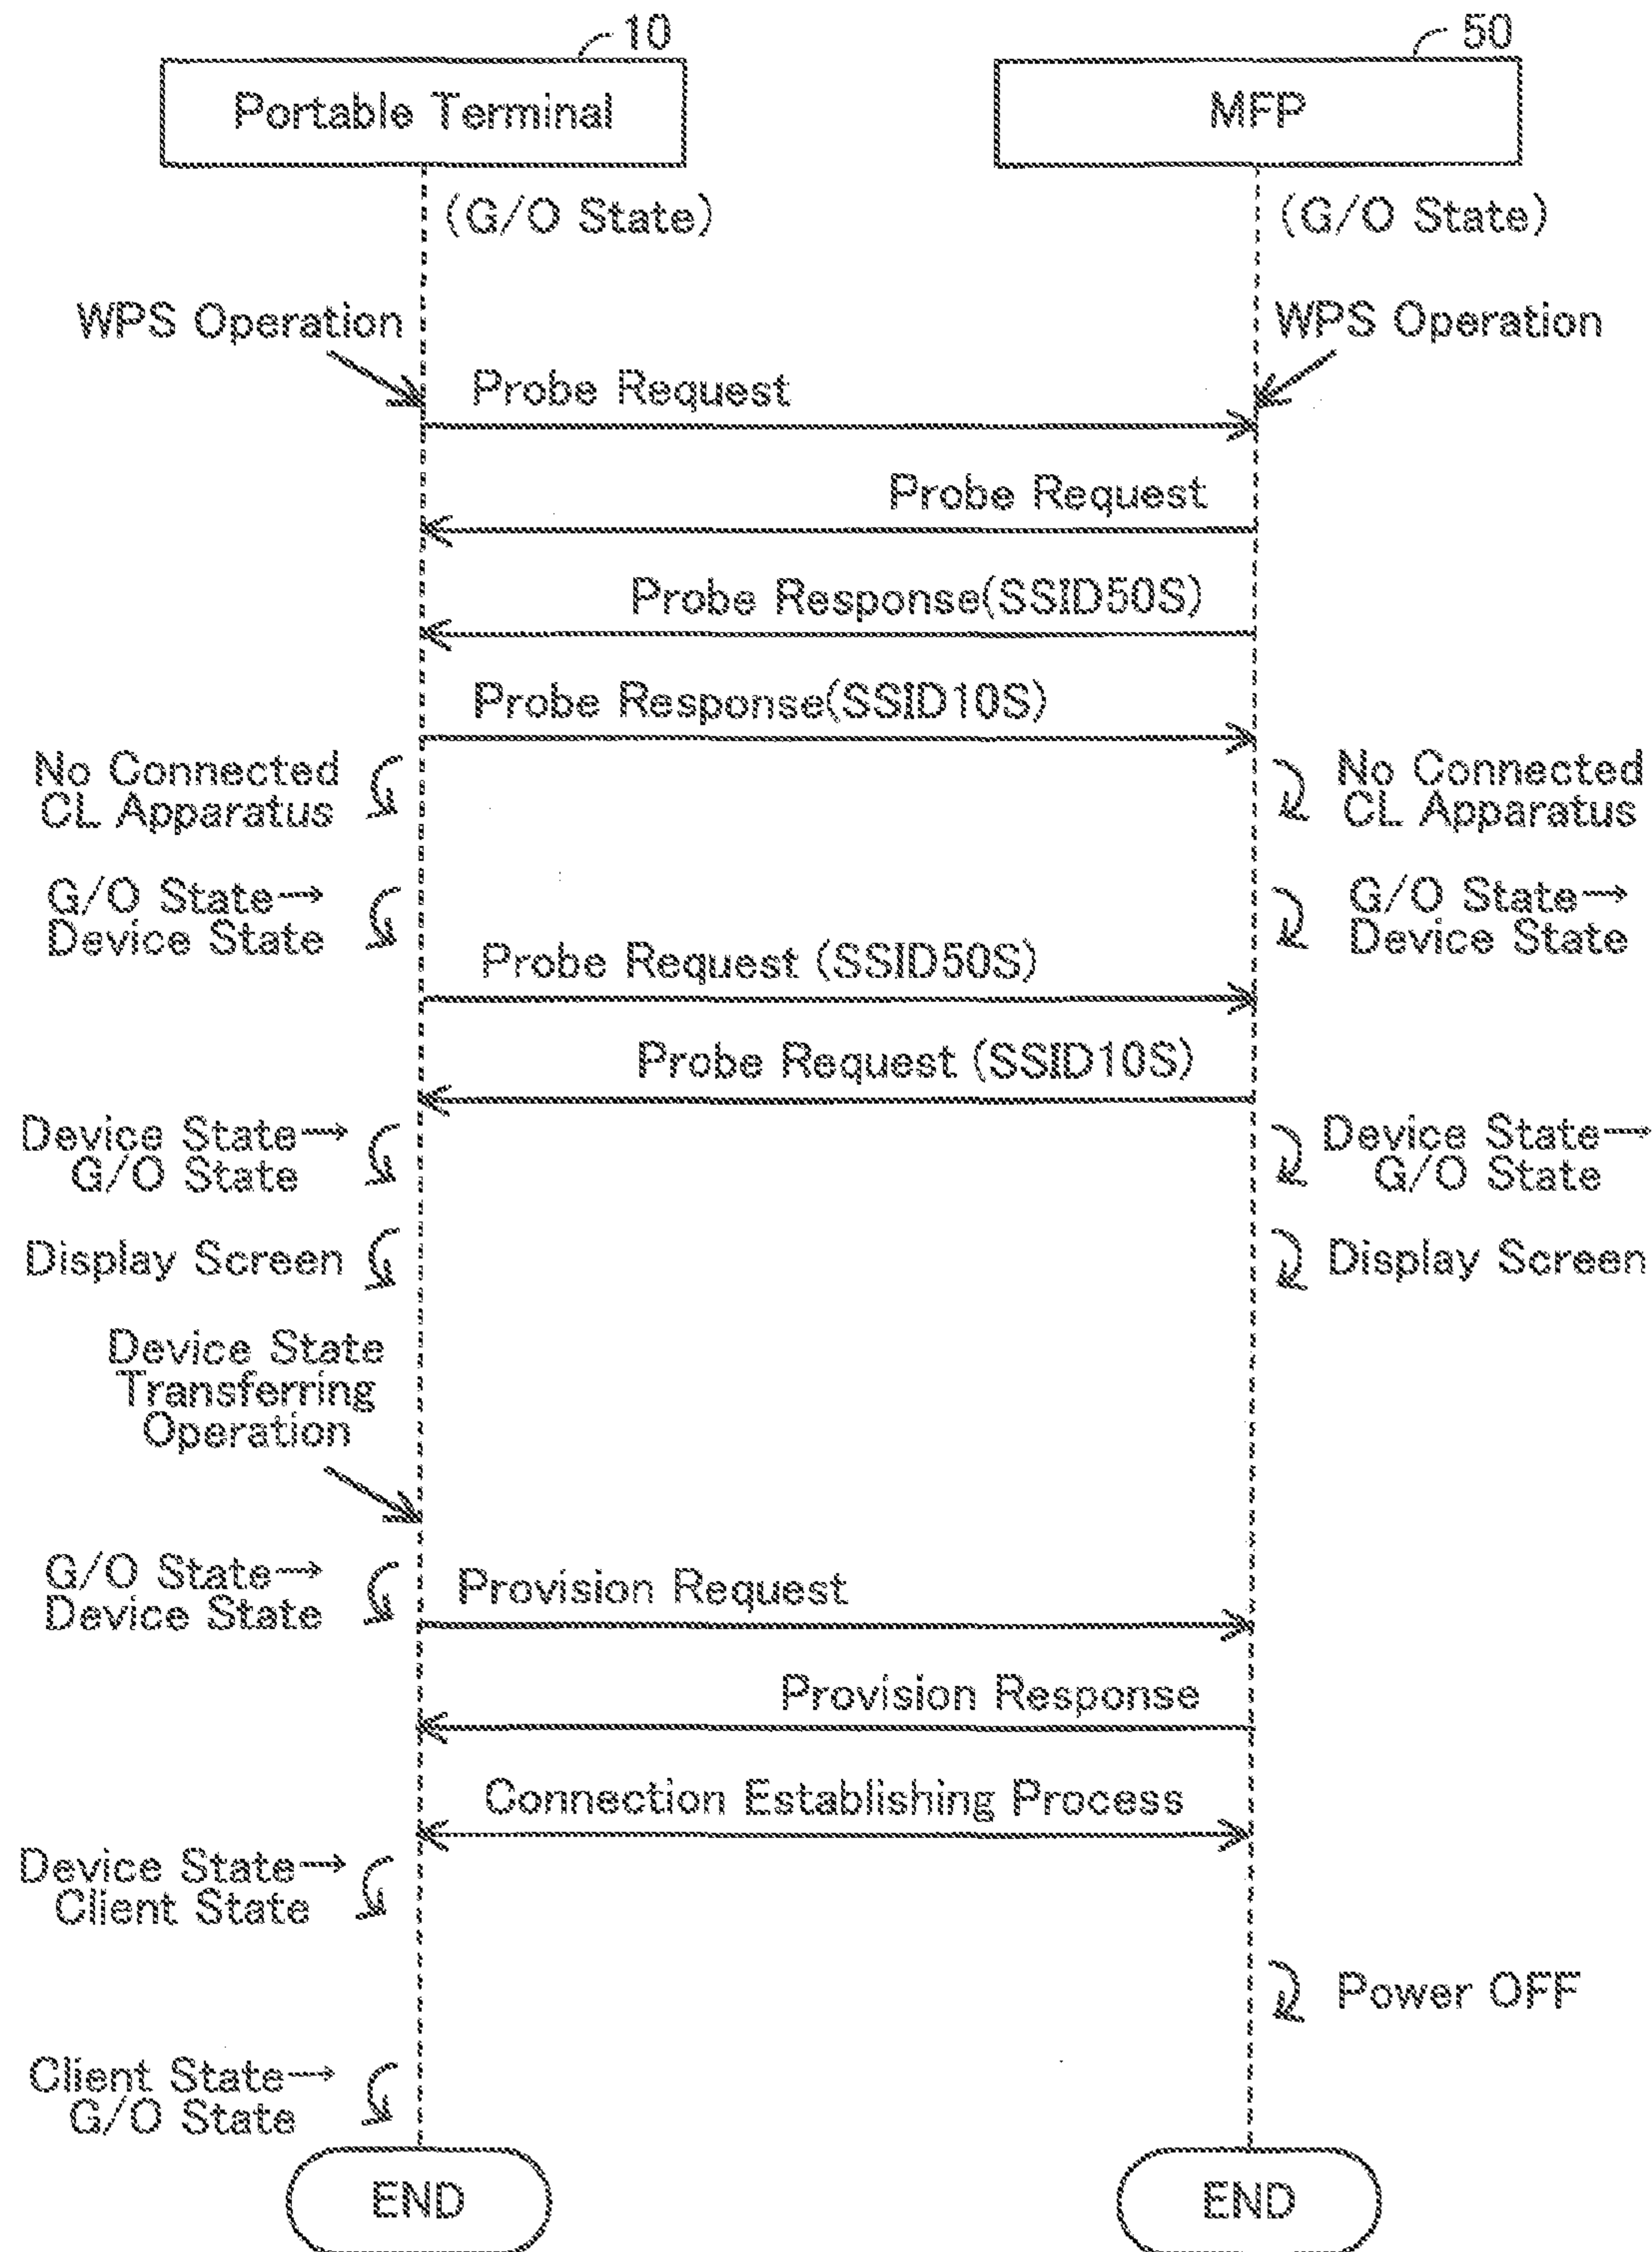 10
50
Portable Terminal
MFP
(G/O State)
(G/O State)
WPS Operation
WPS Operation
Probe Request
Probe Request
Probe Response(SSID50S)
Probe Response(SSID10S)
No Connected
CL Apparatus
No Connected
CL Apparatus
G/O State→
Device State
G/O State→
Device State
Probe Request (SSID50S)
Probe Request (SSID10S)
Device State→
G/O State
Device State→
G/O State
Display Screen
Display Screen
Device State
Transferring
Operation
G/O State→
Device State
Provision Request
Provision Response
Connection Establishing Process
Device State→
Client State
Power OFF
Client State→
G/O State
END
END